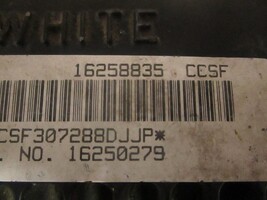 WHITE
16258835 CCSF
CSF307288DJJP*
. NO. 16250279